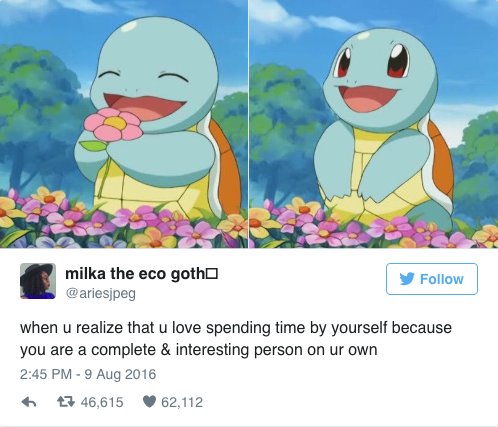 milka the eco goth□
@ariesjpeg
Follow
when u realize that u love spending time by yourself because
you are a complete & interesting person on ur own
2:45 PM - 9 Aug 2016
46,615 62,112